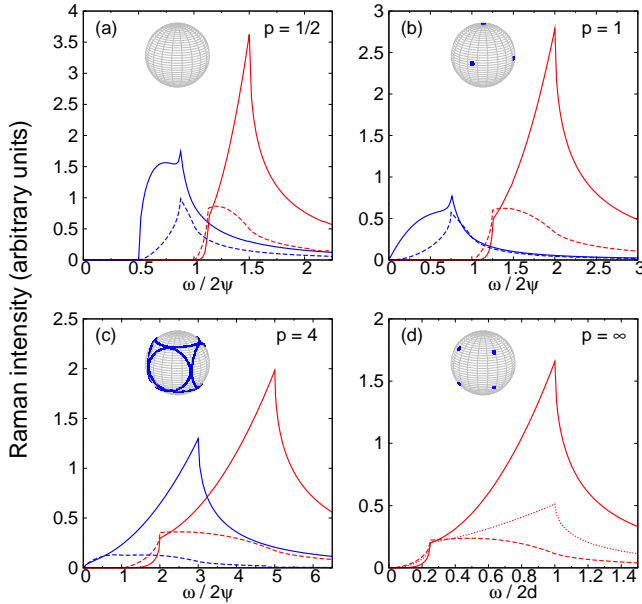 (a) p = 1/2
4
3.5
3
2.5
2
1.5
1
0.5
0
0 0.5 1 1.5 2
ω / 2ψ
(b) p = 1
3
2.5
2
1.5
1
0.5
0
0 0.5 1 1.5 2 2.5 3
ω / 2ψ
Raman intensity (arbitrary units)
(c) p = 4
2.5
2
1.5
1
0.5
0
0 1 2 3 4 5 6
ω / 2ψ
(d) p = ∞
2
1.5
1
0.5
0
0 0.2 0.4 0.6 0.8 1 1.2 1.4
ω / 2d